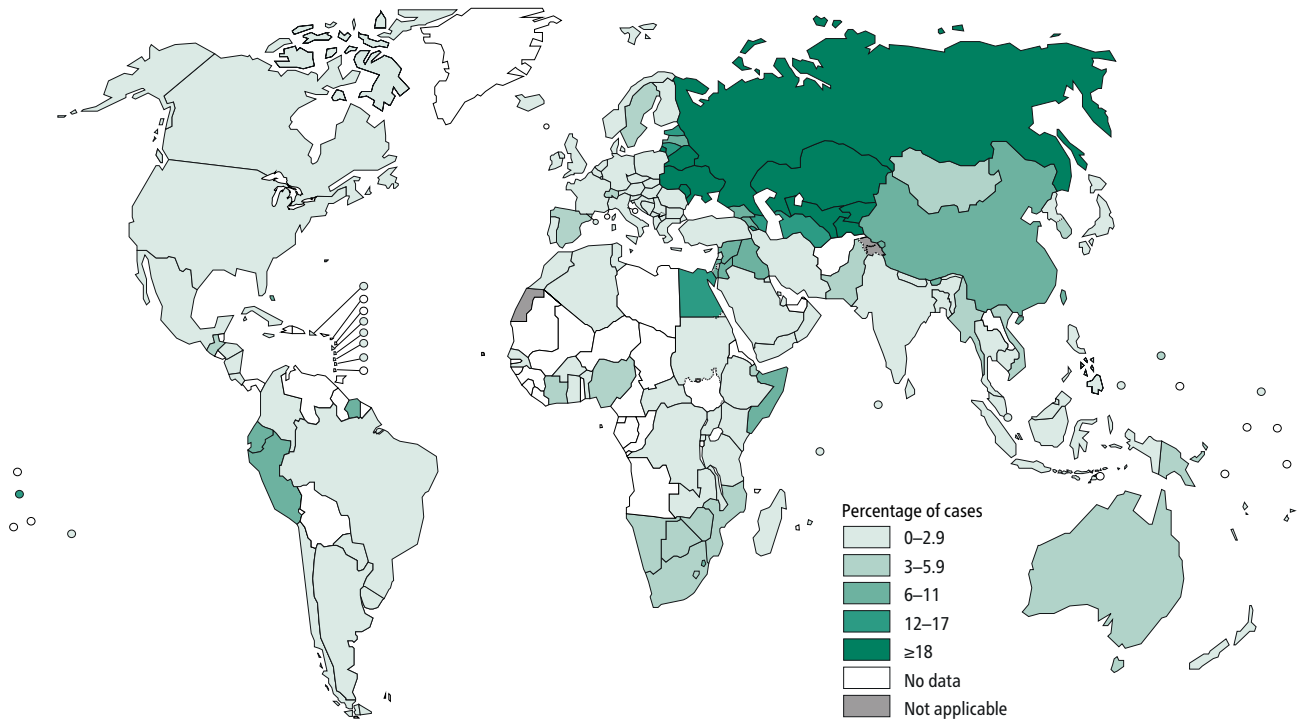 Percentage of cases
0–2.9
3–5.9
6–11
12–17
≥18
No data
Not applicable